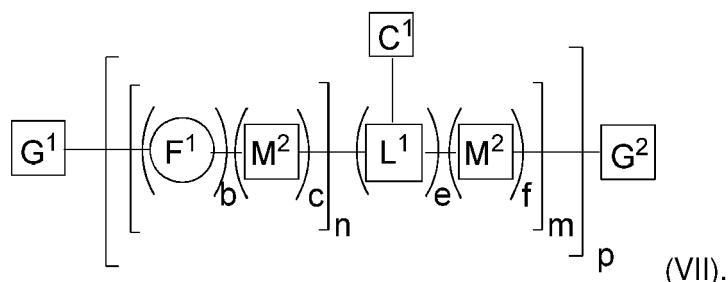 C¹
G¹ [ [ ( F¹ )b ( M² )c ]n ( L¹ )e ( M² )f ]m ]p G²
(VII).